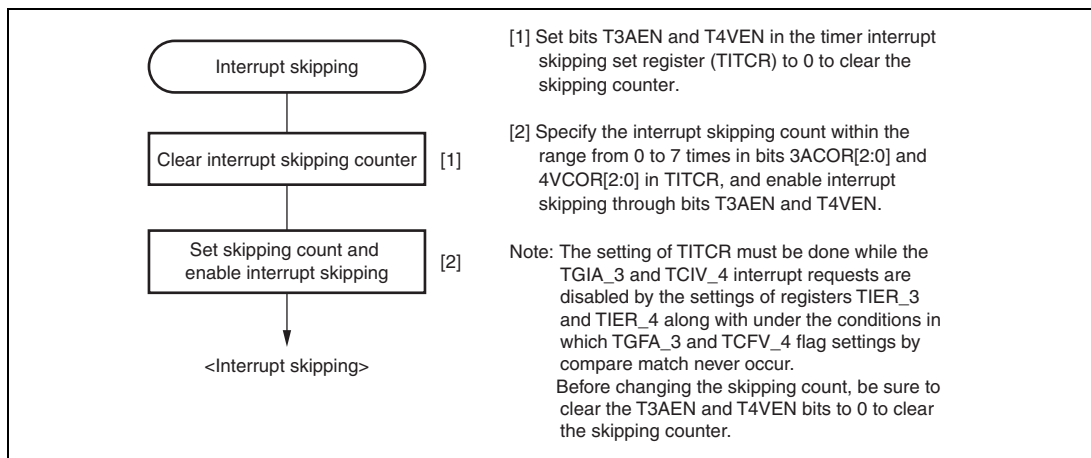 Interrupt skipping
Clear interrupt skipping counter
[1]
Set skipping count and
enable interrupt skipping
[2]
<Interrupt skipping>
[1] Set bits T3AEN and T4VEN in the timer interrupt
skipping set register (TITCR) to 0 to clear the
skipping counter.
[2] Specify the interrupt skipping count within the
range from 0 to 7 times in bits 3ACOR[2:0] and
4VCOR[2:0] in TITCR, and enable interrupt
skipping through bits T3AEN and T4VEN.
Note: The setting of TITCR must be done while the
TGIA_3 and TCIV_4 interrupt requests are
disabled by the settings of registers TIER_3
and TIER_4 along with under the conditions in
which TGFA_3 and TCFV_4 flag settings by
compare match never occur.
Before changing the skipping count, be sure to
clear the T3AEN and T4VEN bits to 0 to clear
the skipping counter.